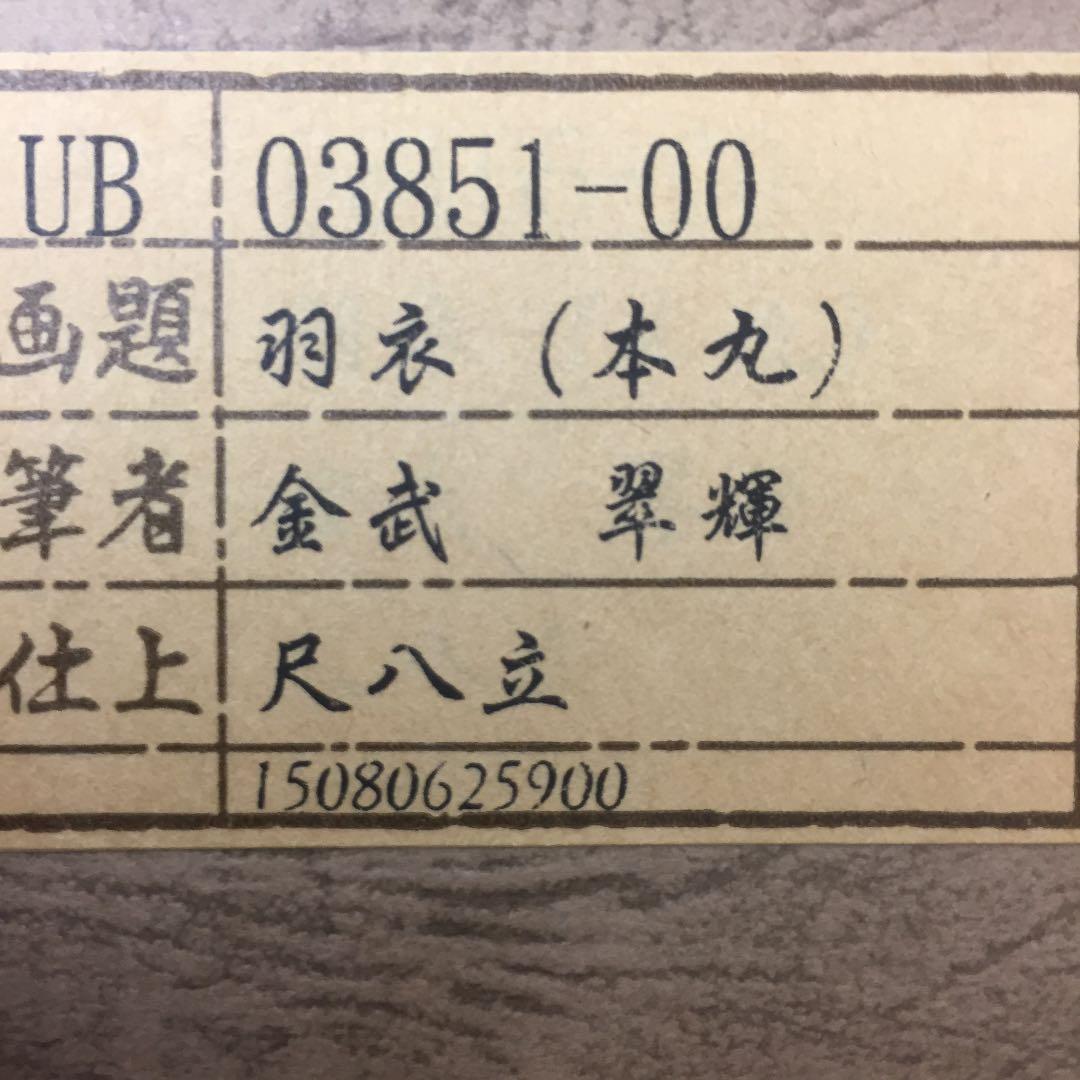 UB 03851-00
画題 羽衣（本丸）
筆者 金武　翠輝
仕上 尺八立
15080625900